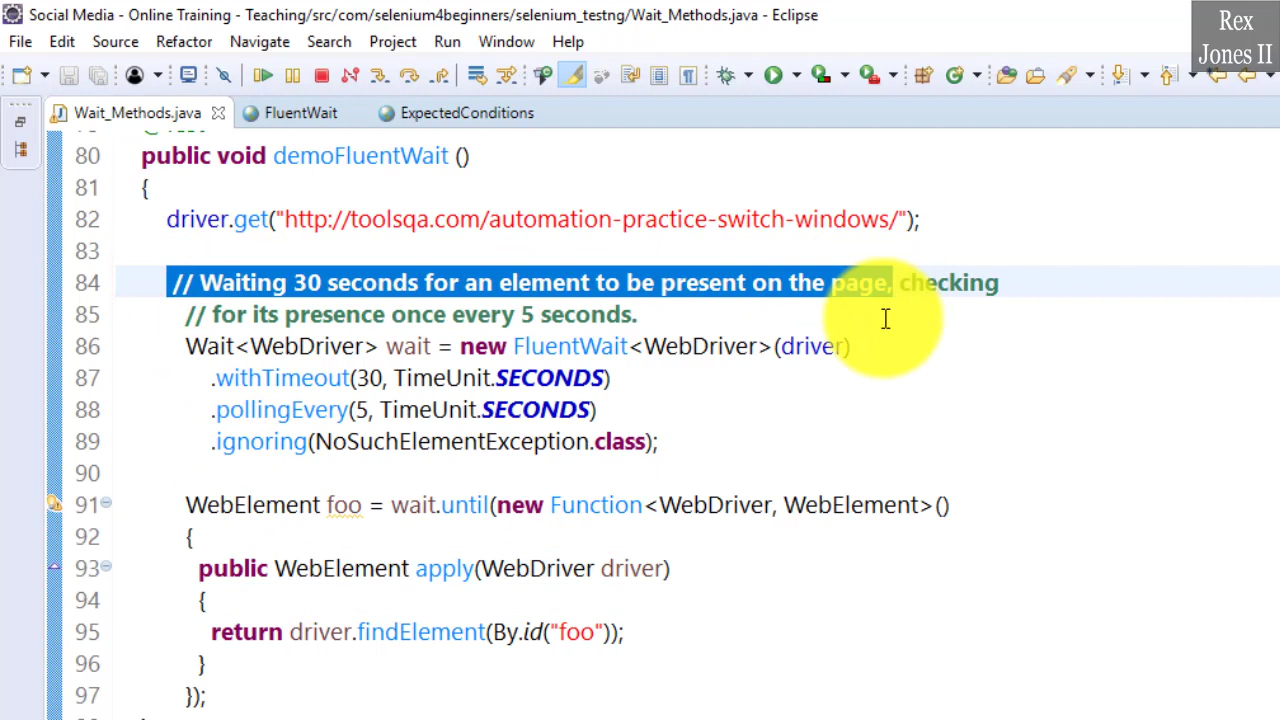 Social Media - Online Training - Teaching/src/com/selenium4beginners/selenium_testng/Wait_Methods.java - Eclipse
Rex
Jones II
File Edit Source Refactor Navigate Search Project Run Window Help
Wait_Methods.java FluentWait ExpectedConditions
80 public void demoFluentWait ()
81 {
82 driver.get("http://toolsqa.com/automation-practice-switch-windows/");
83
84 // Waiting 30 seconds for an element to be present on the page, checking
85 // for its presence once every 5 seconds.
86 Wait<WebDriver> wait = new FluentWait<WebDriver>(driver)
87 .withTimeout(30, TimeUnit.SECONDS)
88 .pollingEvery(5, TimeUnit.SECONDS)
89 .ignoring(NoSuchElementException.class);
90
91 WebElement foo = wait.until(new Function<WebDriver, WebElement>()
92 {
93 public WebElement apply(WebDriver driver)
94 {
95 return driver.findElement(By.id("foo"));
96 }
97 });